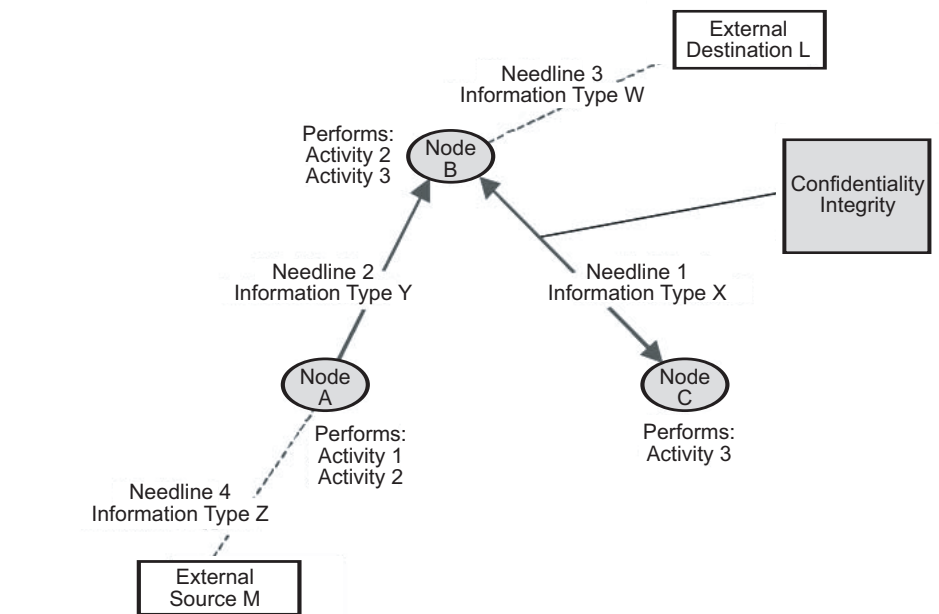 External
Destination L
Needline 3
Information Type W
Performs:
Activity 2
Activity 3
Node
B
Confidentiality
Integrity
Needline 2
Information Type Y
Needline 1
Information Type X
Node
A
Node
C
Performs:
Activity 1
Activity 2
Performs:
Activity 3
Needline 4
Information Type Z
External
Source M